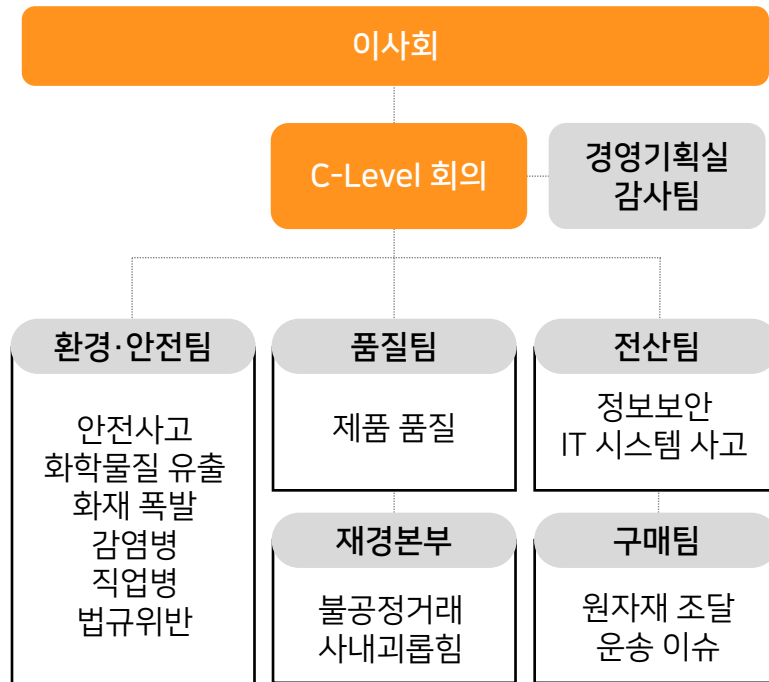 이사회
C-Level 회의
경영기획실
감사팀
환경·안전팀
안전사고
화학물질 유출
화재 폭발
감염병
직업병
법규위반
품질팀
제품 품질
전산팀
정보보안
IT 시스템 사고
재경본부
불공정거래
사내괴롭힘
구매팀
원자재 조달
운송 이슈